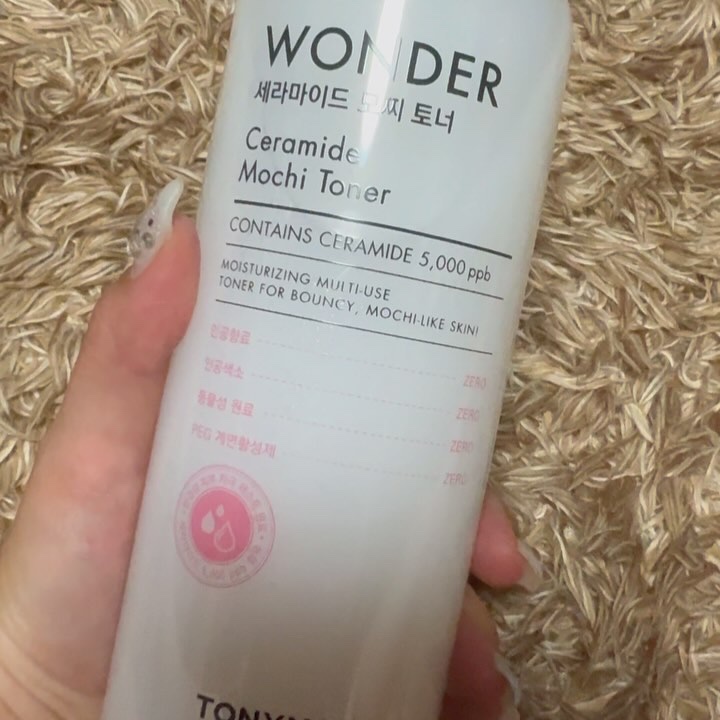 WONDER
세라마이드 모찌 토너
Ceramide
Mochi Toner
CONTAINS CERAMIDE 5,000 ppb
MOISTURIZING MULTI-USE
TONER FOR BOUNCY, MOCHI-LIKE SKIN!
인공향료 ZERO
인공색소 ZERO
동물성 원료 ZERO
PEG 계면활성제 ZERO